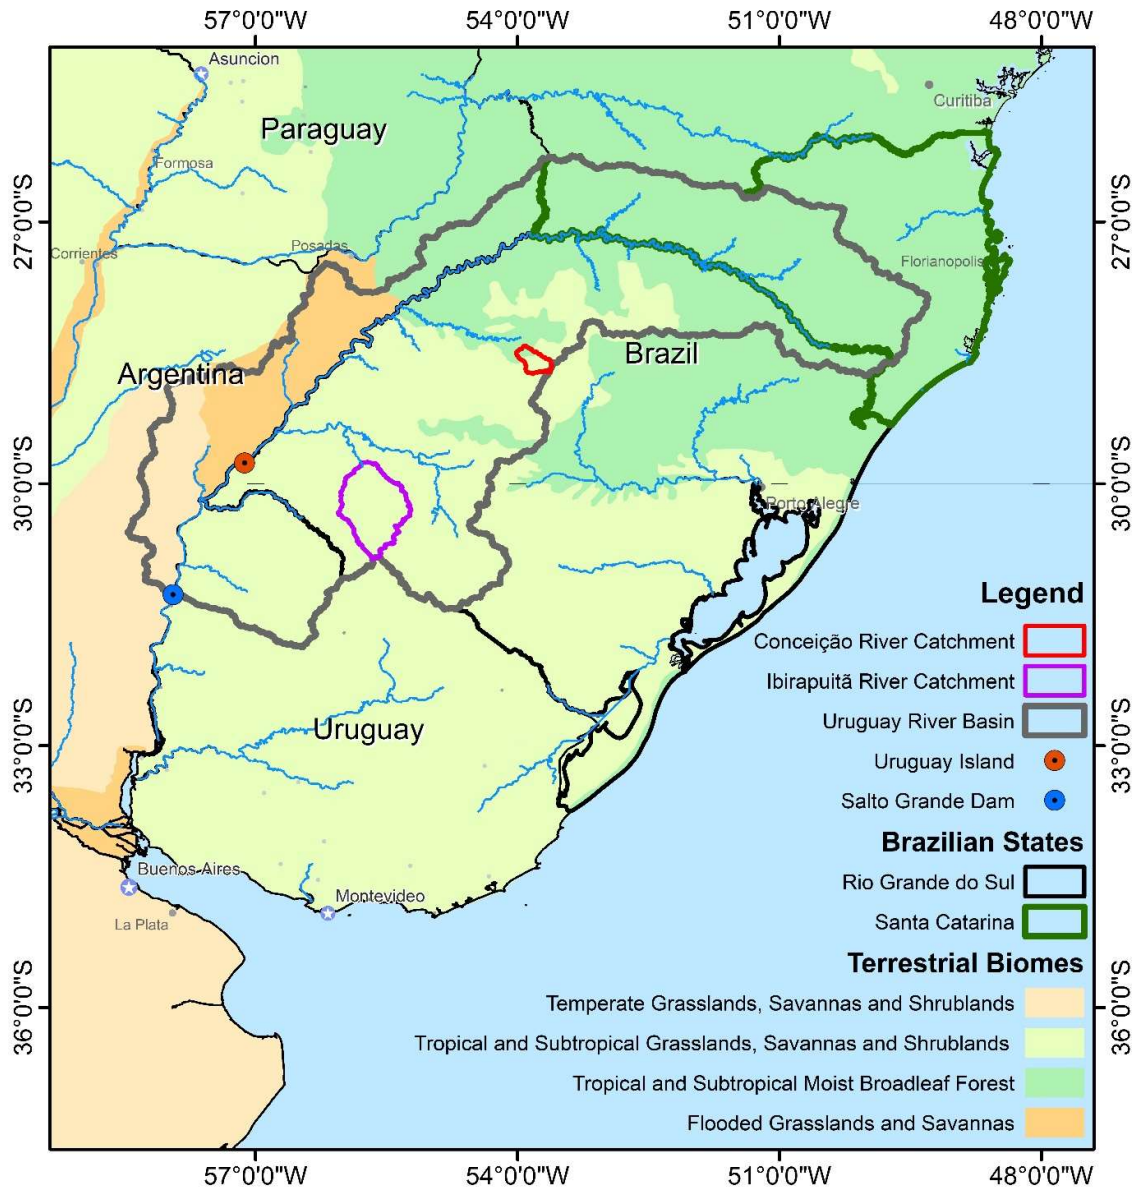 57°0'0"W 54°0'0"W 51°0'0"W 48°0'0"W
Asuncion
Curitiba
Paraguay
Formosa
27°0'0"S
27°0'0"S
Posadas
Corrientes
Florianopolis
Brazil
Argentina
30°0'0"S
30°0'0"S
Porto Alegre
Legend
Conceição River Catchment
Ibirapuitã River Catchment
Uruguay River Basin
Uruguay
33°0'0"S
33°0'0"S
Uruguay Island
Salto Grande Dam
Brazilian States
Buenos Aires
Rio Grande do Sul
Montevideo
La Plata
Santa Catarina
Terrestrial Biomes
36°0'0"S
36°0'0"S
Temperate Grasslands, Savannas and Shrublands
Tropical and Subtropical Grasslands, Savannas and Shrublands
Tropical and Subtropical Moist Broadleaf Forest
Flooded Grasslands and Savannas
57°0'0"W 54°0'0"W 51°0'0"W 48°0'0"W